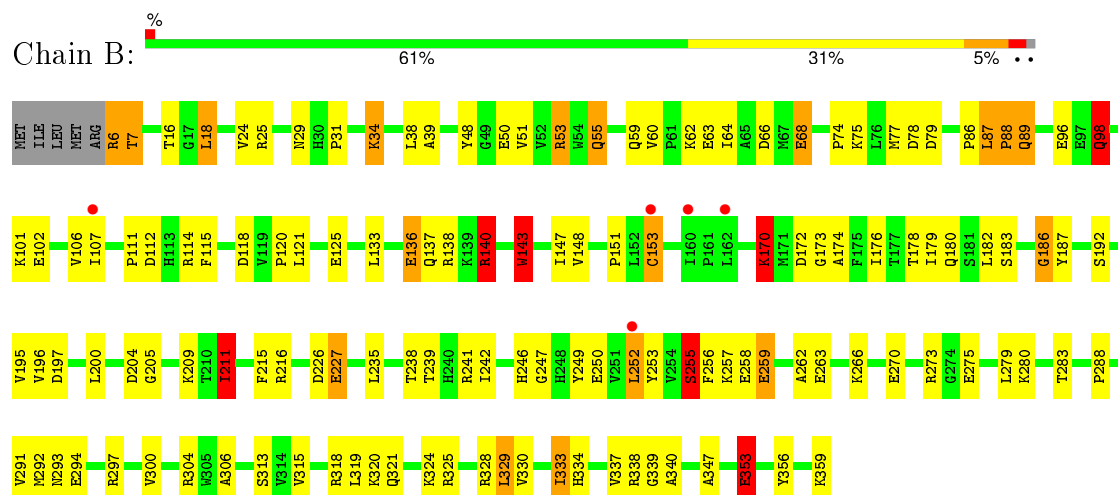 %
Chain B:
61% 31% 5% • •
MET ILE LEU MET ARG R6 T7 T16 G17 L18 V24 R25 N29 H30 P31 K34 L38 A39 Y48 G49 E50 V51 V52 R53 W54 Q55 Q59 V60 P61 K62 E63 I64 A65 D66 M67 E68 P74 K75 L76 M77 D78 D79 P86 L87 P88 Q89 E96 E97 Q98
K101 E102 V106 I107 P111 D112 H113 R114 F115 D118 V119 P120 L121 E125 L133 E136 Q137 R138 K139 R140 W143 I147 V148 P151 L152 C153 I160 P161 L162 K170 M171 D172 G173 A174 F175 I176 T177 T178 I179 Q180 S181 L182 S183 G186 Y187 S192
V195 V196 D197 L200 D204 G205 K209 T210 I211 F215 R216 D226 E227 L235 T238 T239 H240 R241 I242 H246 G247 H248 Y249 E250 V251 L252 Y253 V254 S255 F256 K257 E258 E259 A262 E263 K266 E270 R273 G274 E275 L279 K280 T283 P288
V291 M292 N293 E294 R297 V300 R304 W305 A306 S313 V314 V315 R318 L319 K320 Q321 K324 R325 R328 L329 V330 I333 H334 V337 R338 G339 A340 A347 E353 Y356 K359